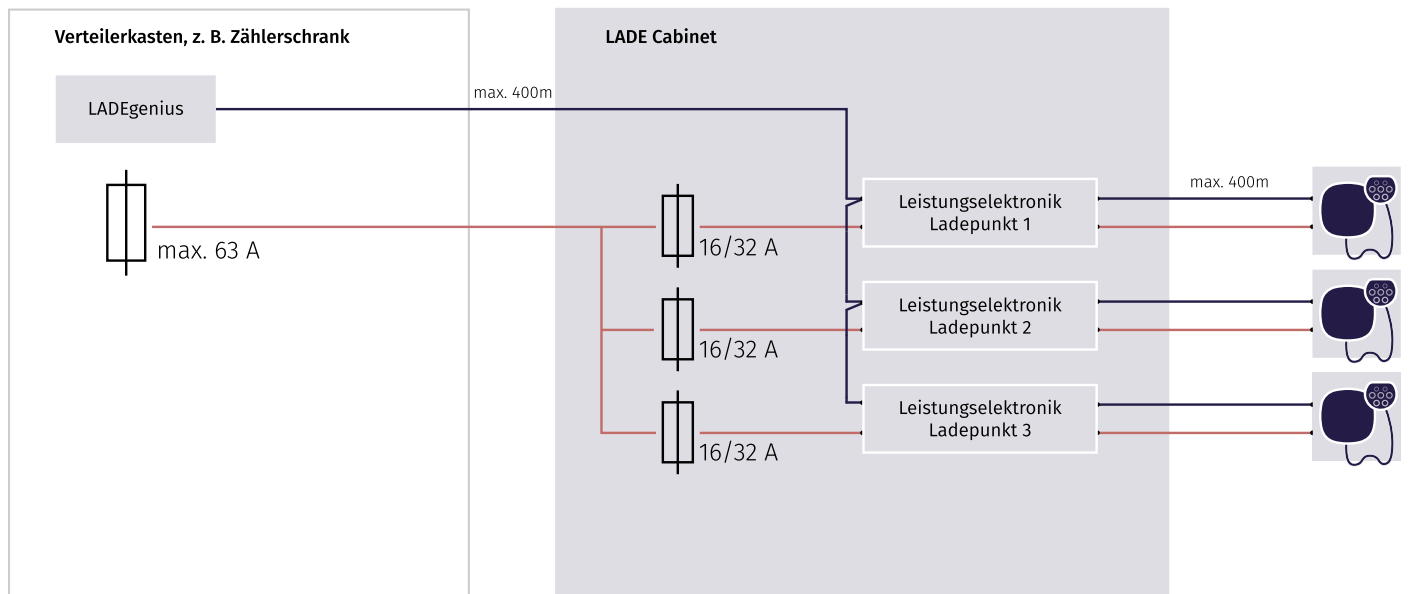 Verteilerkasten, z. B. Zählerschrank
LADE Cabinet
LADEgenius
max. 400m
max. 63 A
16/32 A
Leistungselektronik
Ladepunkt 1
max. 400m
16/32 A
Leistungselektronik
Ladepunkt 2
16/32 A
Leistungselektronik
Ladepunkt 3